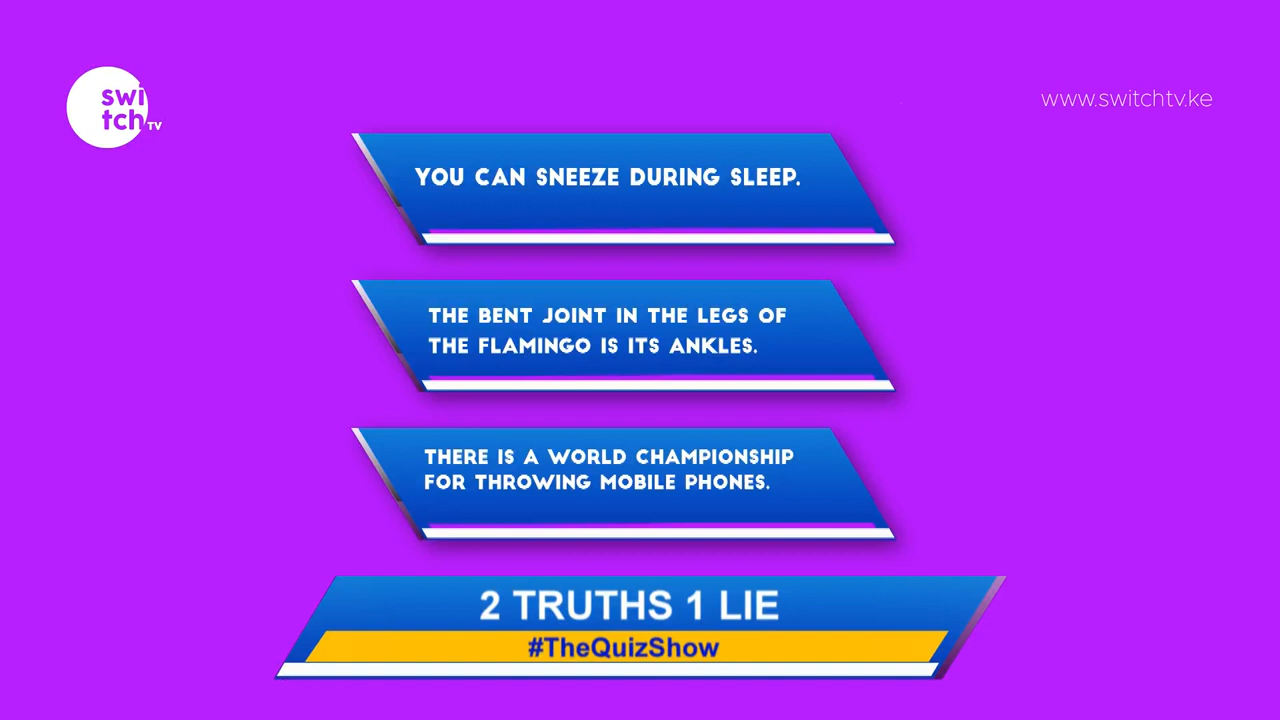 swi
tch TV
www.switchtv.ke
YOU CAN SNEEZE DURING SLEEP.
THE BENT JOINT IN THE LEGS OF
THE FLAMINGO IS ITS ANKLES.
THERE IS A WORLD CHAMPIONSHIP
FOR THROWING MOBILE PHONES.
2 TRUTHS 1 LIE
#TheQuizShow